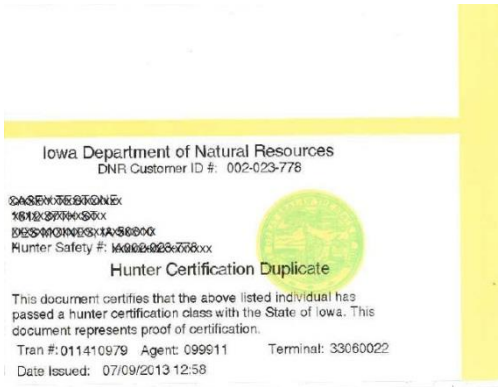 Iowa Department of Natural Resources
DNR Customer ID #: 002-023-778
Hunter Safety #:
Hunter Certification Duplicate
This document certifies that the above listed individual has
passed a hunter certification class with the State of Iowa. This
document represents proof of certification.
Tran #:011410979 Agent: 099911 Terminal: 33060022
Date Issued: 07/09/2013 12:58